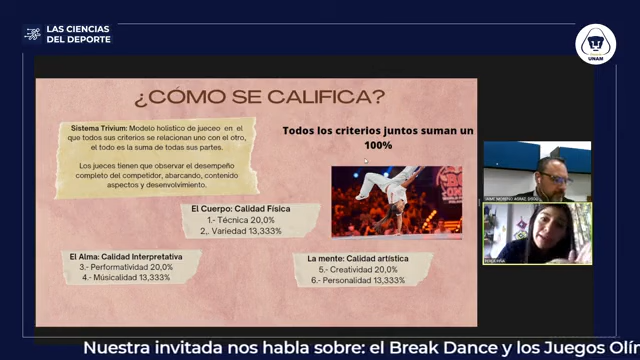 LAS CIENCIAS
DEL DEPORTE
UNAM
¿CÓMO SE CALIFICA?
Sistema Trivium: Modelo holístico de jueceo en el
que todos sus criterios se relacionan uno con el otro,
el todo es la suma de todas sus partes.
Los jueces tienen que observar el desempeño
completo del competidor, abarcando, contenido
aspectos y desenvolvimiento.
Todos los criterios juntos suman un
100%
El Cuerpo: Calidad Física
1.- Técnica 20,0%
2,. Variedad 13,333%
El Alma: Calidad Interpretativa
3.- Performatividad 20,0%
4.- Músicalidad 13,333%
La mente: Calidad artística
5.- Creatividad 20,0%
6.- Personalidad 13,333%
Nuestra invitada nos habla sobre: el Break Dance y los Juegos Olí